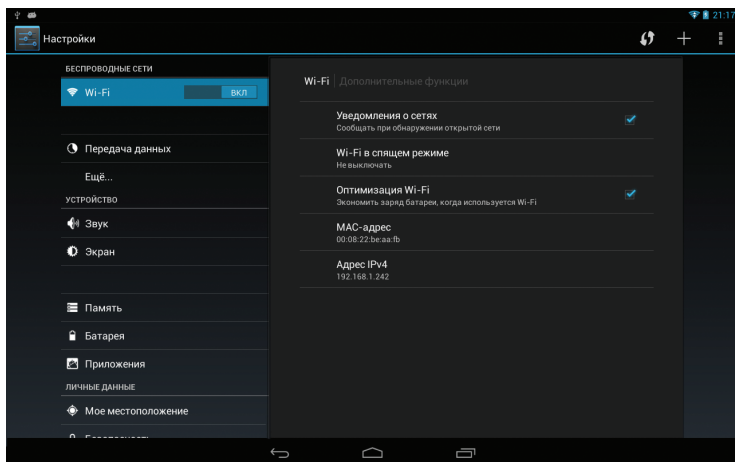 21:17
Настройки
БЕСПРОВОДНЫЕ СЕТИ
Wi-Fi
ВКЛ
Передача данных
Ещё...
УСТРОЙСТВО
Звук
Экран
Память
Батарея
Приложения
ЛИЧНЫЕ ДАННЫЕ
Мое местоположение
Wi-Fi Дополнительные функции
Уведомления о сетях
Сообщать при обнаружении открытой сети
Wi-Fi в спящем режиме
Не выключать
Оптимизация Wi-Fi
Экономить заряд батареи, когда используется Wi-Fi
MAC-адрес
00:08:22:be:aa:fb
Адрес IPv4
192.168.1.242